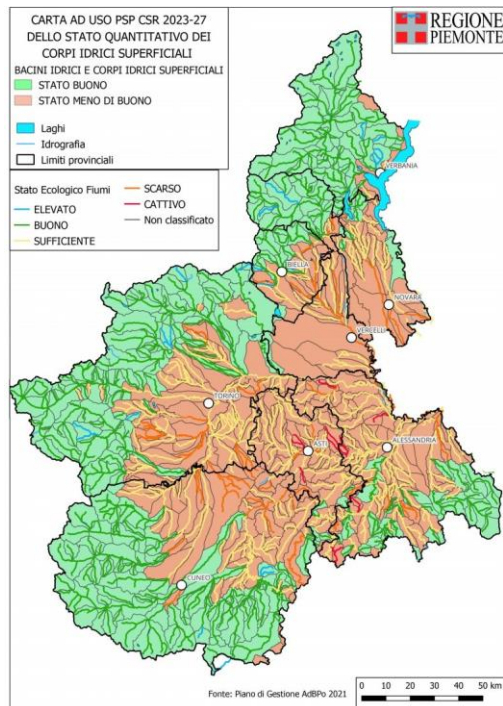 CARTA AD USO PSP CSR 2023-27
DELLO STATO QUANTITATIVO DEI
CORPI IDRICI SUPERFICIALI
BACINI IDRICI E CORPI IDRICI SUPERFICIALI
STATO BUONO
STATO MENO DI BUONO
Laghi
Idrografia
Limiti provinciali
Stato Ecologico Fiumi
ELEVATO
BUONO
SUFFICIENTE
SCARSO
CATTIVO
Non classificato
REGIONE
PIEMONTE
VERBANIA
BIELLA
NOVARA
VERCELLI
TORINO
ASTI
ALESSANDRIA
CUNEO
Fonte: Piano di Gestione AdBPo 2021
0 10 20 30 40 50 km